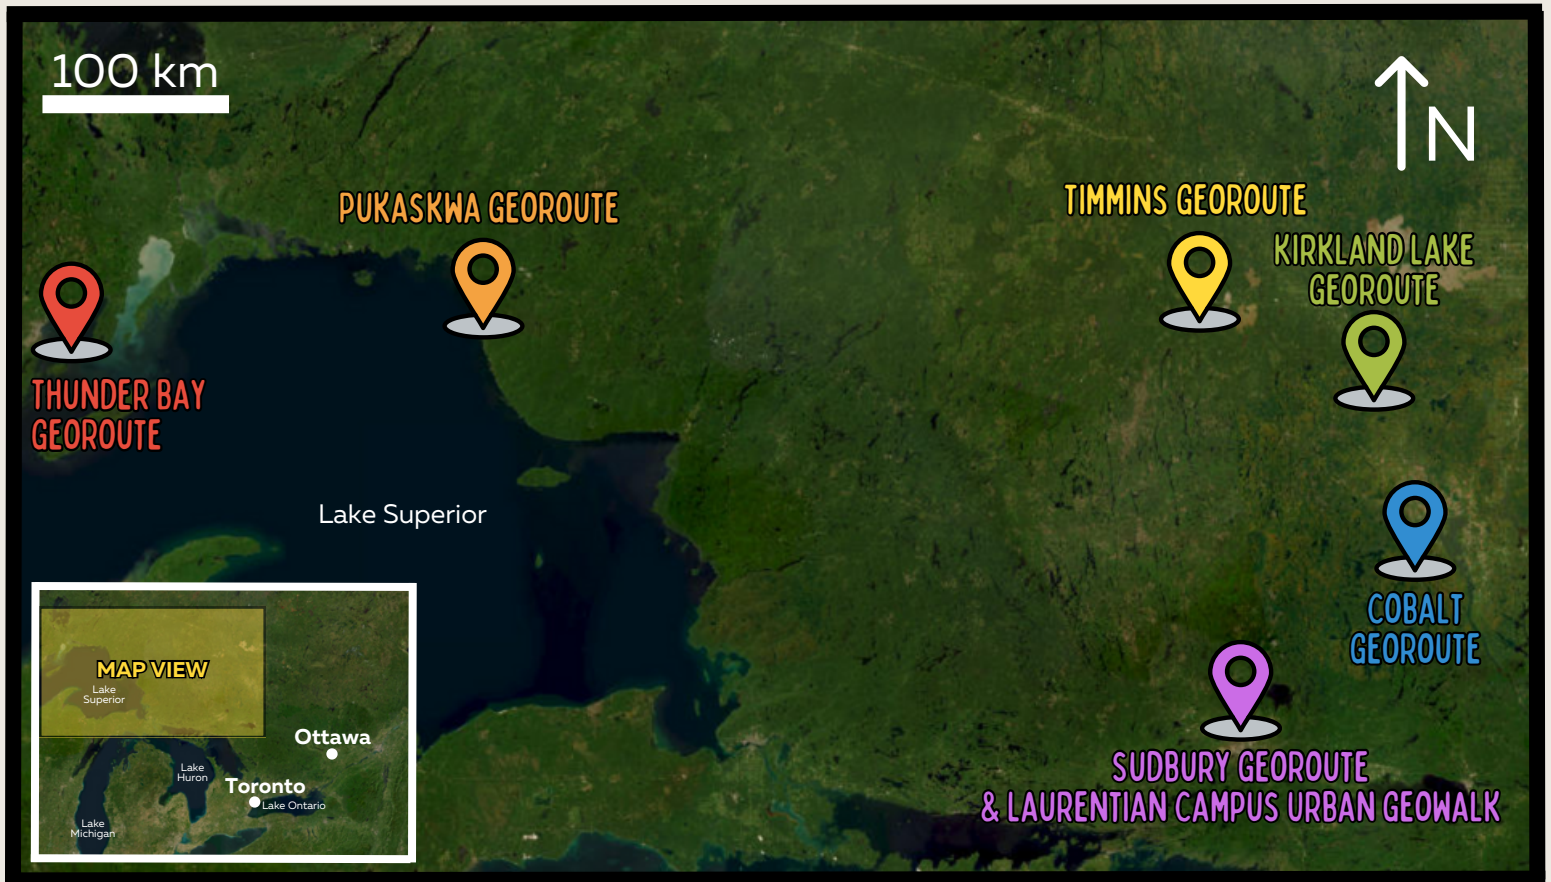 100 km
N
PUKASKWA GEOROUTE
TIMMINS GEOROUTE
KIRKLAND LAKE
GEOROUTE
THUNDER BAY
GEOROUTE
Lake Superior
COBALT
GEOROUTE
SUDBURY GEOROUTE
& LAURENTIAN CAMPUS URBAN GEOWALK
MAP VIEW
Lake
Superior
Ottawa
Lake
Huron
Toronto
Lake Ontario
Lake
Michigan